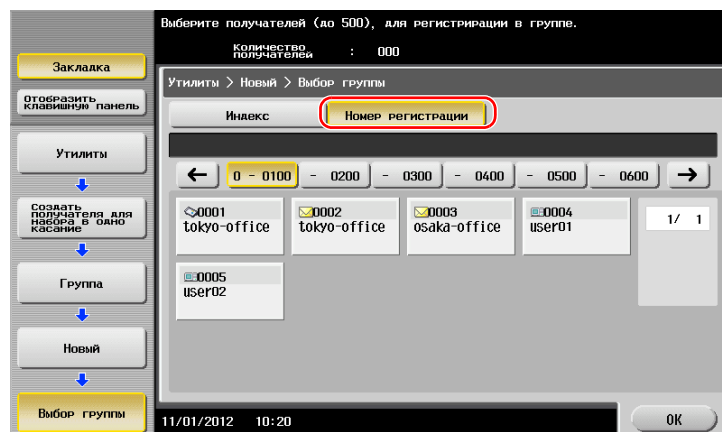 Выберите получателей (до 500), для регистрирации в группе.
Количество
получателей : 000
Закладка
Отобразить
клавишную панель
Утилиты
Создать
получателя для
набора в одно
касание
Группа
Новый
Выбор группы
Утилиты > Новый > Выбор группы
Индекс
Номер регистрации
← 0 - 0100 - 0200 - 0300 - 0400 - 0500 - 0600 →
0001
tokyo-office
0002
tokyo-office
0003
osaka-office
0004
user01
1/ 1
0005
user02
11/01/2012 10:20
OK